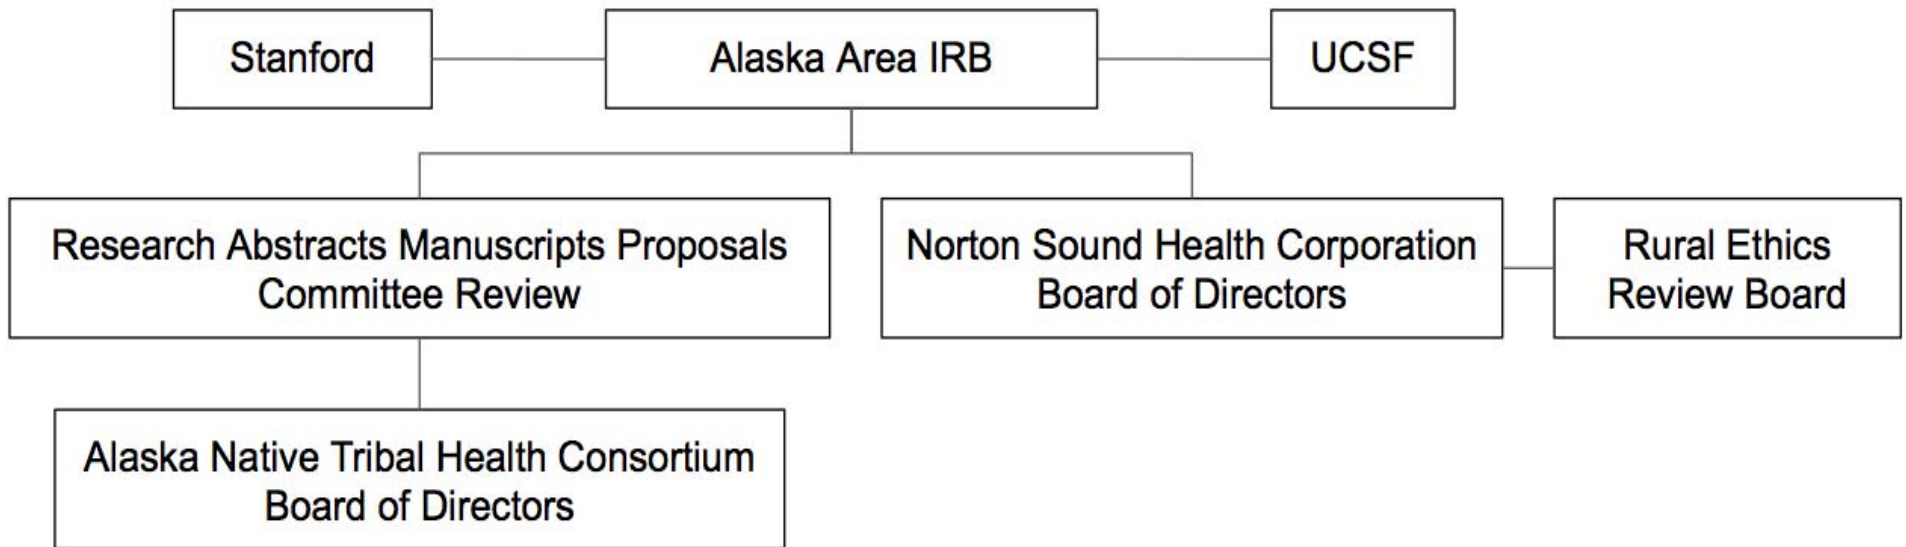 Stanford
Alaska Area IRB
UCSF
Research Abstracts Manuscripts Proposals
Committee Review
Norton Sound Health Corporation
Board of Directors
Rural Ethics
Review Board
Alaska Native Tribal Health Consortium
Board of Directors